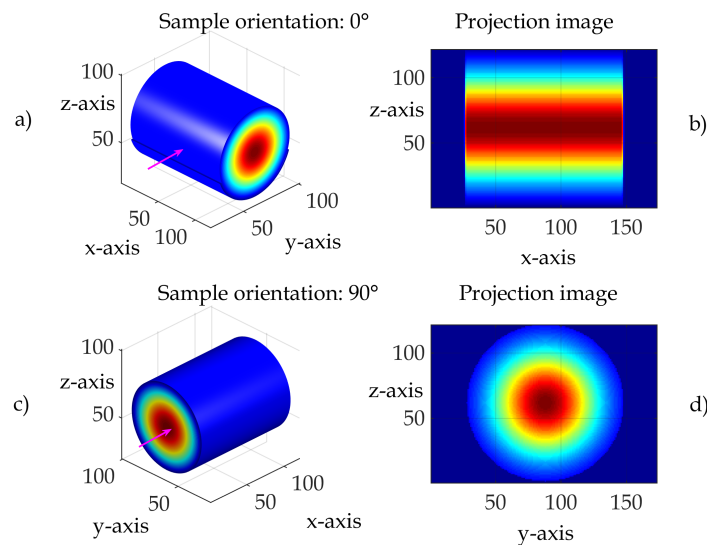 Sample orientation: 0°
Projection image
a)
100
z-axis
50
50
100
x-axis
50
100
y-axis
100
z-axis
50
50
100
150
x-axis
b)
Sample orientation: 90°
Projection image
c)
100
z-axis
50
100
50
y-axis
50
100
x-axis
100
z-axis
50
50
100
150
y-axis
d)